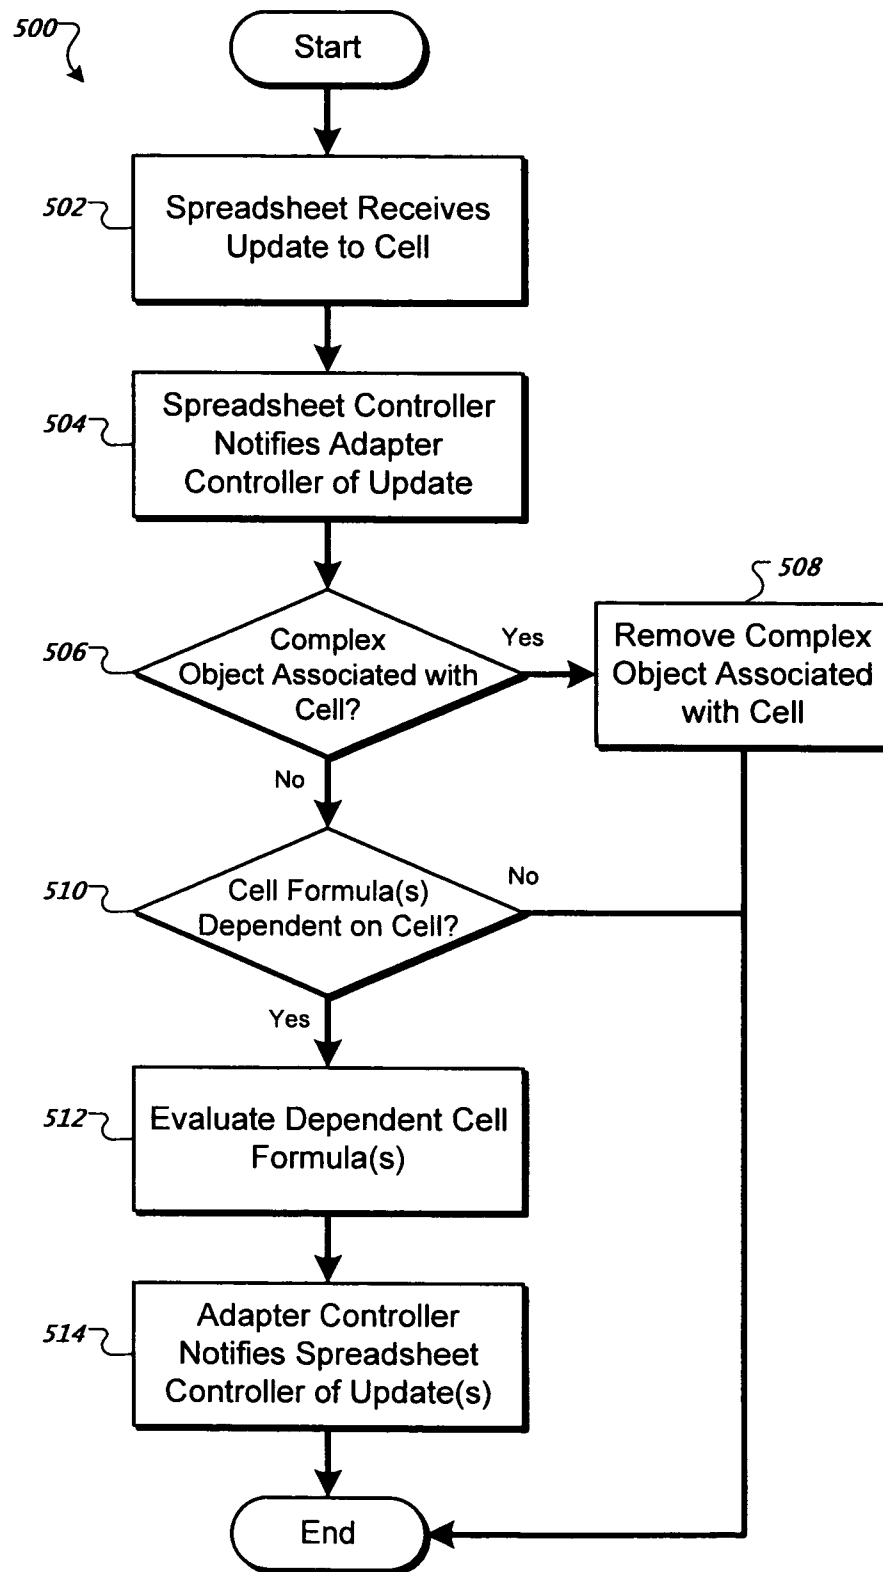 500
Start
502
Spreadsheet Receives
Update to Cell
504
Spreadsheet Controller
Notifies Adapter
Controller of Update
506
Complex
Object Associated with
Cell?
Yes
508
Remove Complex
Object Associated
with Cell
No
510
Cell Formula(s)
Dependent on Cell?
No
Yes
512
Evaluate Dependent Cell
Formula(s)
514
Adapter Controller
Notifies Spreadsheet
Controller of Update(s)
End